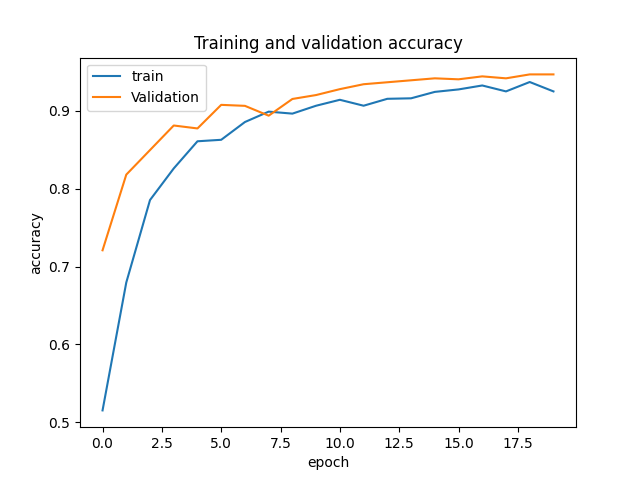 Training and validation accuracy
train
Validation
0.9
0.8
0.7
0.6
0.5
accuracy
0.0 2.5 5.0 7.5 10.0 12.5 15.0 17.5
epoch